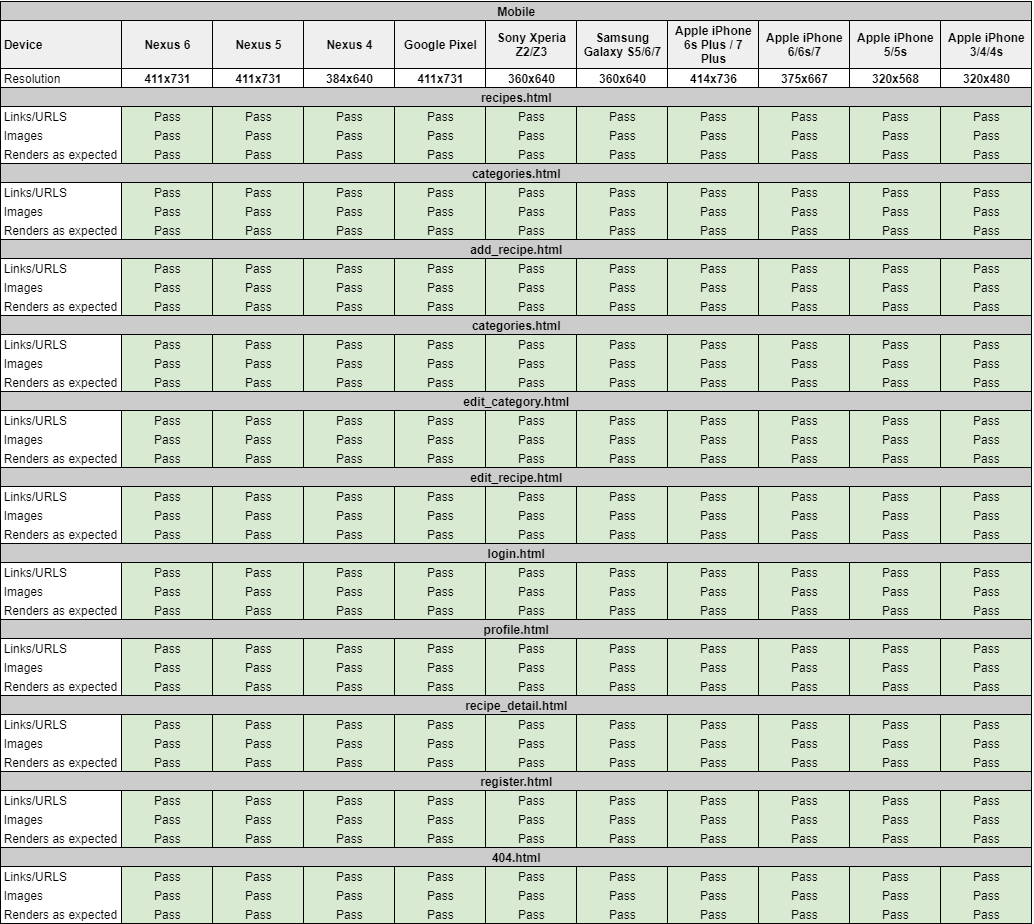 Mobile
Device Nexus 6 Nexus 5 Nexus 4 Google Pixel Sony Xperia Z2/Z3 Samsung Galaxy S5/6/7 Apple iPhone 6s Plus / 7 Plus Apple iPhone 6/6s/7 Apple iPhone 5/5s Apple iPhone 3/4/4s
Resolution 411x731 411x731 384x640 411x731 360x640 360x640 414x736 375x667 320x568 320x480
recipes.html
Links/URLS Pass Pass Pass Pass Pass Pass Pass Pass Pass Pass
Images Pass Pass Pass Pass Pass Pass Pass Pass Pass Pass
Renders as expected Pass Pass Pass Pass Pass Pass Pass Pass Pass Pass
categories.html
Links/URLS Pass Pass Pass Pass Pass Pass Pass Pass Pass Pass
Images Pass Pass Pass Pass Pass Pass Pass Pass Pass Pass
Renders as expected Pass Pass Pass Pass Pass Pass Pass Pass Pass Pass
add_recipe.html
Links/URLS Pass Pass Pass Pass Pass Pass Pass Pass Pass Pass
Images Pass Pass Pass Pass Pass Pass Pass Pass Pass Pass
Renders as expected Pass Pass Pass Pass Pass Pass Pass Pass Pass Pass
categories.html
Links/URLS Pass Pass Pass Pass Pass Pass Pass Pass Pass Pass
Images Pass Pass Pass Pass Pass Pass Pass Pass Pass Pass
Renders as expected Pass Pass Pass Pass Pass Pass Pass Pass Pass Pass
edit_category.html
Links/URLS Pass Pass Pass Pass Pass Pass Pass Pass Pass Pass
Images Pass Pass Pass Pass Pass Pass Pass Pass Pass Pass
Renders as expected Pass Pass Pass Pass Pass Pass Pass Pass Pass Pass
edit_recipe.html
Links/URLS Pass Pass Pass Pass Pass Pass Pass Pass Pass Pass
Images Pass Pass Pass Pass Pass Pass Pass Pass Pass Pass
Renders as expected Pass Pass Pass Pass Pass Pass Pass Pass Pass Pass
login.html
Links/URLS Pass Pass Pass Pass Pass Pass Pass Pass Pass Pass
Images Pass Pass Pass Pass Pass Pass Pass Pass Pass Pass
Renders as expected Pass Pass Pass Pass Pass Pass Pass Pass Pass Pass
profile.html
Links/URLS Pass Pass Pass Pass Pass Pass Pass Pass Pass Pass
Images Pass Pass Pass Pass Pass Pass Pass Pass Pass Pass
Renders as expected Pass Pass Pass Pass Pass Pass Pass Pass Pass Pass
recipe_detail.html
Links/URLS Pass Pass Pass Pass Pass Pass Pass Pass Pass Pass
Images Pass Pass Pass Pass Pass Pass Pass Pass Pass Pass
Renders as expected Pass Pass Pass Pass Pass Pass Pass Pass Pass Pass
register.html
Links/URLS Pass Pass Pass Pass Pass Pass Pass Pass Pass Pass
Images Pass Pass Pass Pass Pass Pass Pass Pass Pass Pass
Renders as expected Pass Pass Pass Pass Pass Pass Pass Pass Pass Pass
404.html
Links/URLS Pass Pass Pass Pass Pass Pass Pass Pass Pass Pass
Images Pass Pass Pass Pass Pass Pass Pass Pass Pass Pass
Renders as expected Pass Pass Pass Pass Pass Pass Pass Pass Pass Pass